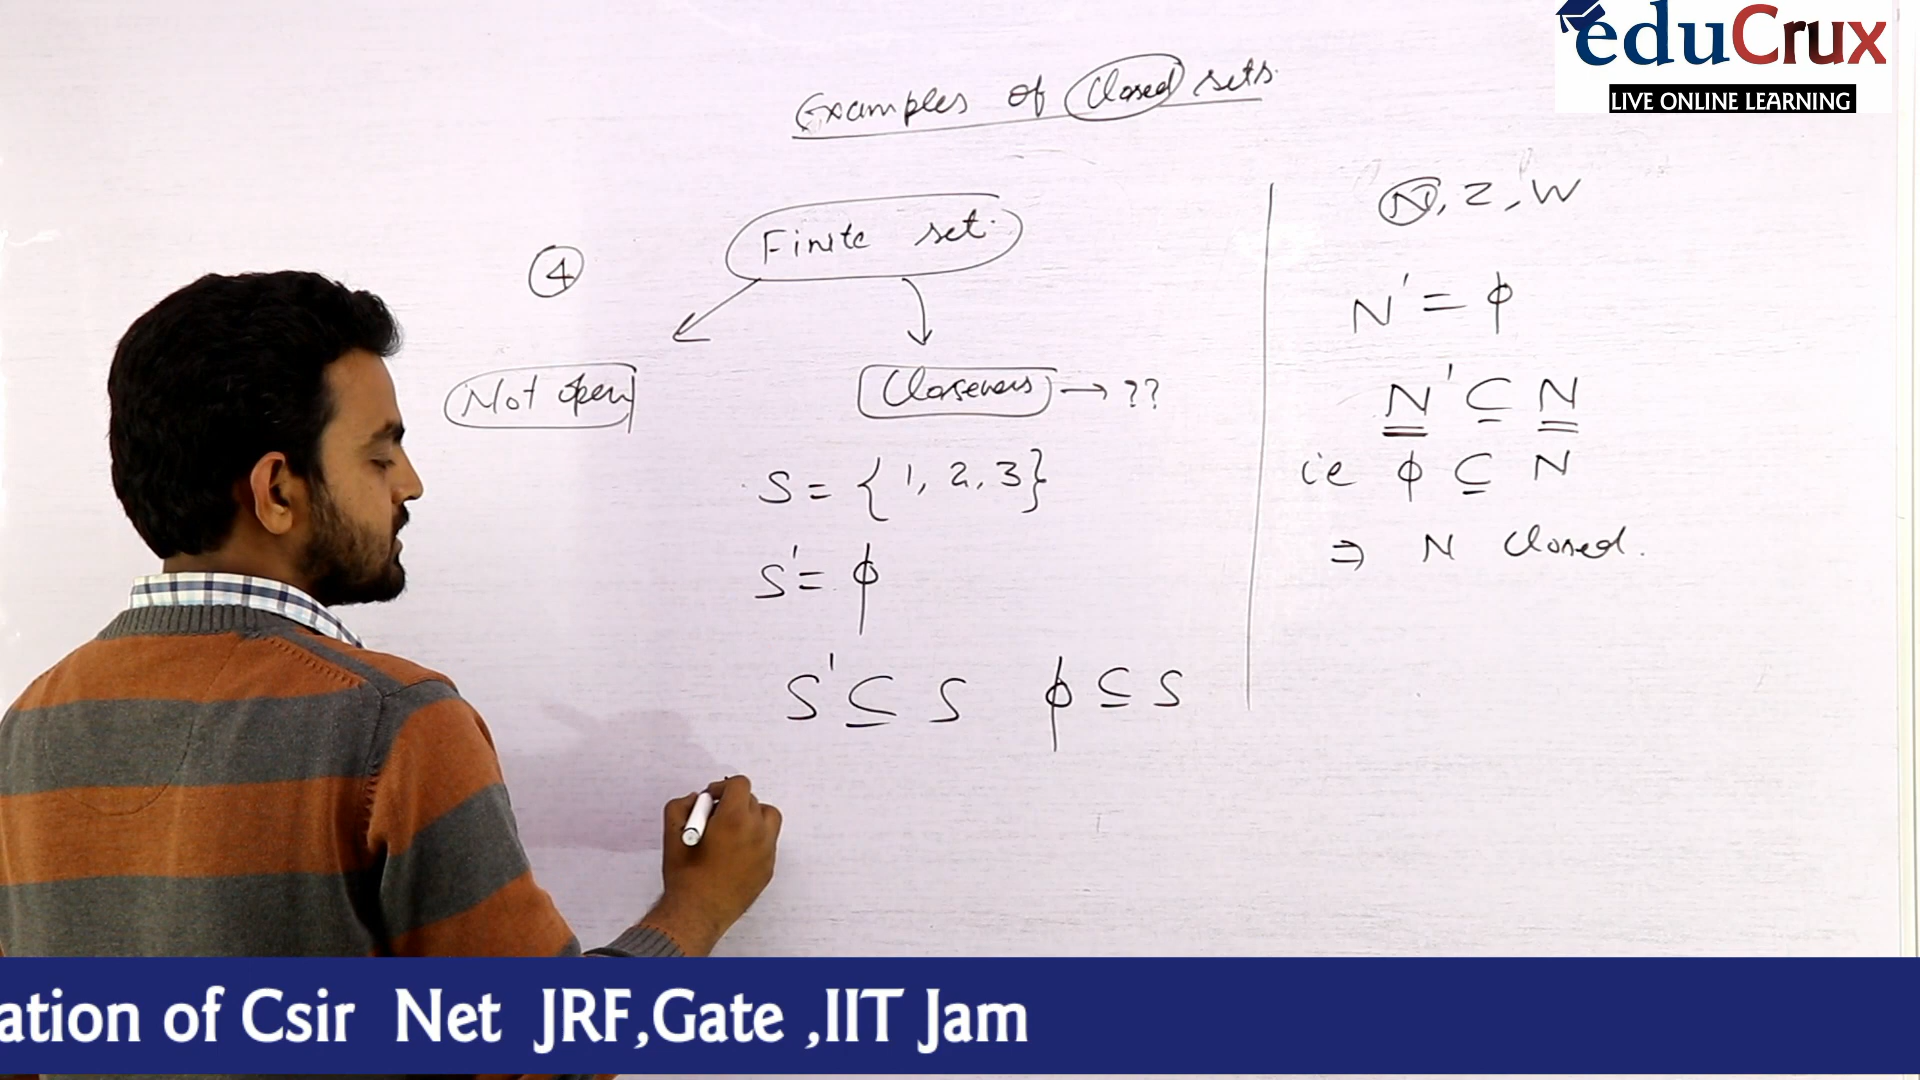 eduCrux
LIVE ONLINE LEARNING
Examples of Closed sets.
4
Finite set.
Not open
Closeness → ??
S = { 1, 2, 3}
S' = ϕ
S' ⊆ S ϕ ⊆ S
N, Z, W
N' = ϕ
N' ⊆ N
ie ϕ ⊆ N
⇒ N Closed.
ation of Csir Net JRF,Gate ,IIT Jam